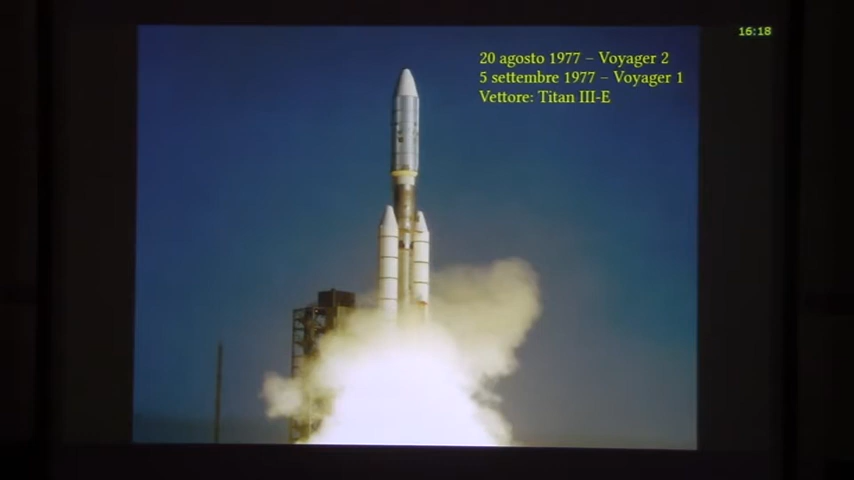 16:18
20 agosto 1977 – Voyager 2
5 settembre 1977 – Voyager 1
Vettore: Titan III-E